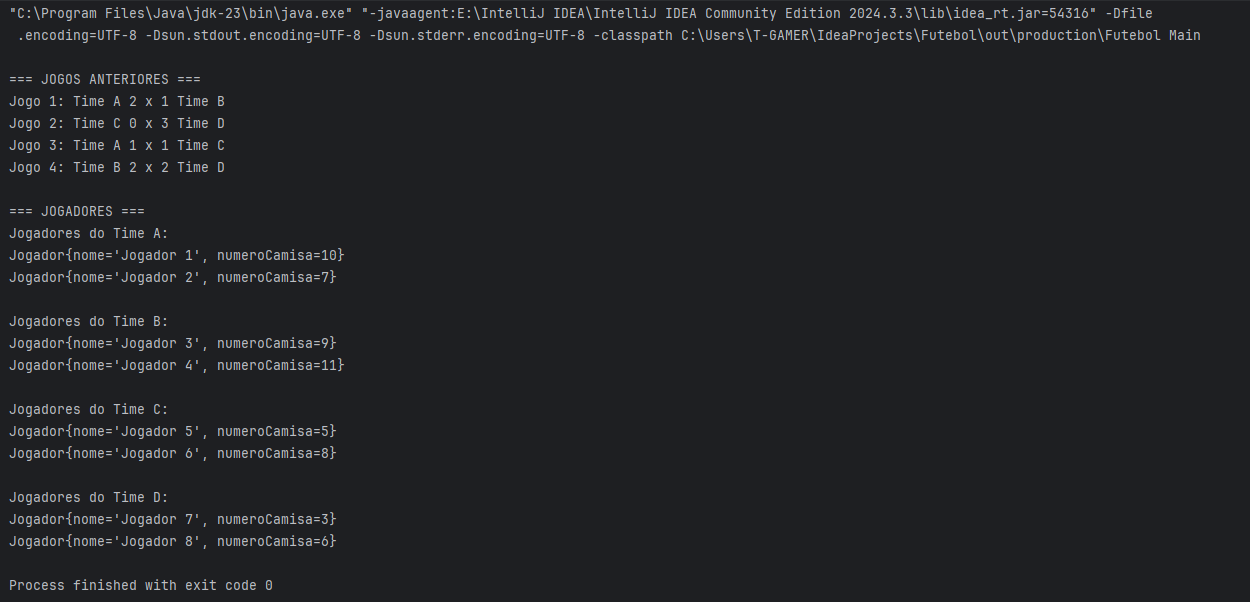 "C:\Program Files\Java\jdk-23\bin\java.exe" "-javaagent:E:\IntelliJ IDEA\IntelliJ IDEA Community Edition 2024.3.3\lib\idea_rt.jar=54316" -Dfile
.encoding=UTF-8 -Dsun.stdout.encoding=UTF-8 -Dsun.stderr.encoding=UTF-8 -classpath C:\Users\T-GAMER\IdeaProjects\Futebol\out\production\Futebol Main
=== JOGOS ANTERIORES ===
Jogo 1: Time A 2 x 1 Time B
Jogo 2: Time C 0 x 3 Time D
Jogo 3: Time A 1 x 1 Time C
Jogo 4: Time B 2 x 2 Time D
=== JOGADORES ===
Jogadores do Time A:
Jogador{nome='Jogador 1', numeroCamisa=10}
Jogador{nome='Jogador 2', numeroCamisa=7}
Jogadores do Time B:
Jogador{nome='Jogador 3', numeroCamisa=9}
Jogador{nome='Jogador 4', numeroCamisa=11}
Jogadores do Time C:
Jogador{nome='Jogador 5', numeroCamisa=5}
Jogador{nome='Jogador 6', numeroCamisa=8}
Jogadores do Time D:
Jogador{nome='Jogador 7', numeroCamisa=3}
Jogador{nome='Jogador 8', numeroCamisa=6}
Process finished with exit code 0